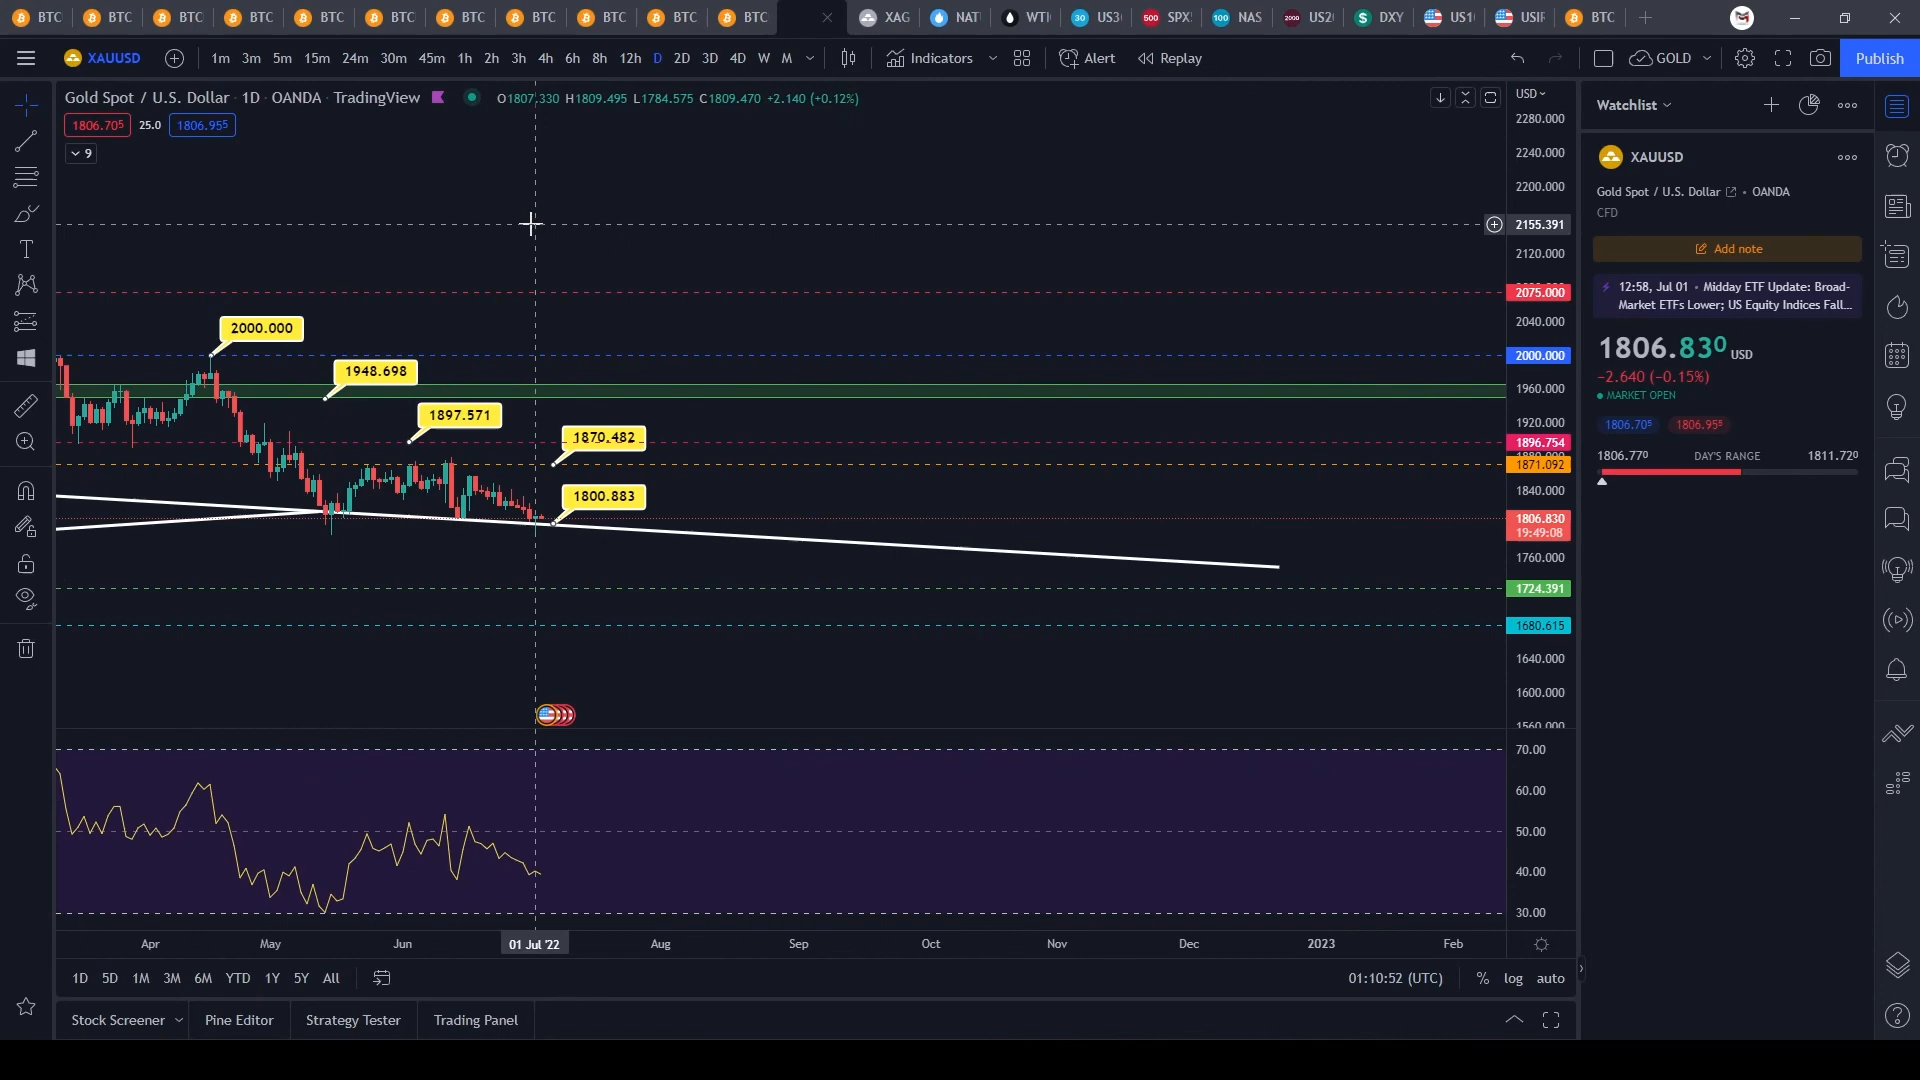 BTC BTC BTC BTC BTC BTC BTC BTC BTC BTC BTC XAG NAT WTI US3 SPX NAS US20 DXY US1 USIR BTC
XAUUSD 1m 3m 5m 15m 24m 30m 45m 1h 2h 3h 4h 6h 8h 12h D 2D 3D 4D W M Indicators Alert Replay GOLD Publish
Gold Spot / U.S. Dollar · 1D · OANDA · TradingView O1807.330 H1809.495 L1784.575 C1809.470 +2.140 (+0.12%)
1806.705 25.0 1806.955
9
USD
2280.000
2240.000
2200.000
2155.391
2120.000
2075.000
2040.000
2000.000
1960.000
1920.000
1896.754
1871.092
1840.000
1806.830
19:49:08
1760.000
1724.391
1680.615
1640.000
1600.000
1560.000
2000.000
1948.698
1897.571
1870.482
1800.883
70.00
60.00
50.00
40.00
30.00
Apr May Jun 01 Jul '22 Aug Sep Oct Nov Dec 2023 Feb
1D 5D 1M 3M 6M YTD 1Y 5Y All 01:10:52 (UTC) % log auto
Stock Screener Pine Editor Strategy Tester Trading Panel
Watchlist
XAUUSD
Gold Spot / U.S. Dollar • OANDA
CFD
Add note
12:58, Jul 01 • Midday ETF Update: Broad-
Market ETFs Lower; US Equity Indices Fall...
1806.830 USD
−2.640 (−0.15%)
MARKET OPEN
1806.705 1806.955
1806.770 DAY'S RANGE 1811.720